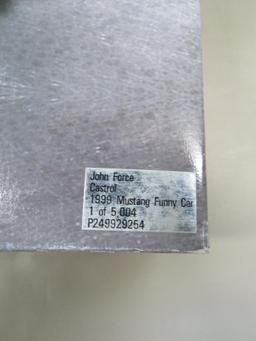 John Force
Castrol
1999 Mustang Funny Car
1 of 5,004
P249929254